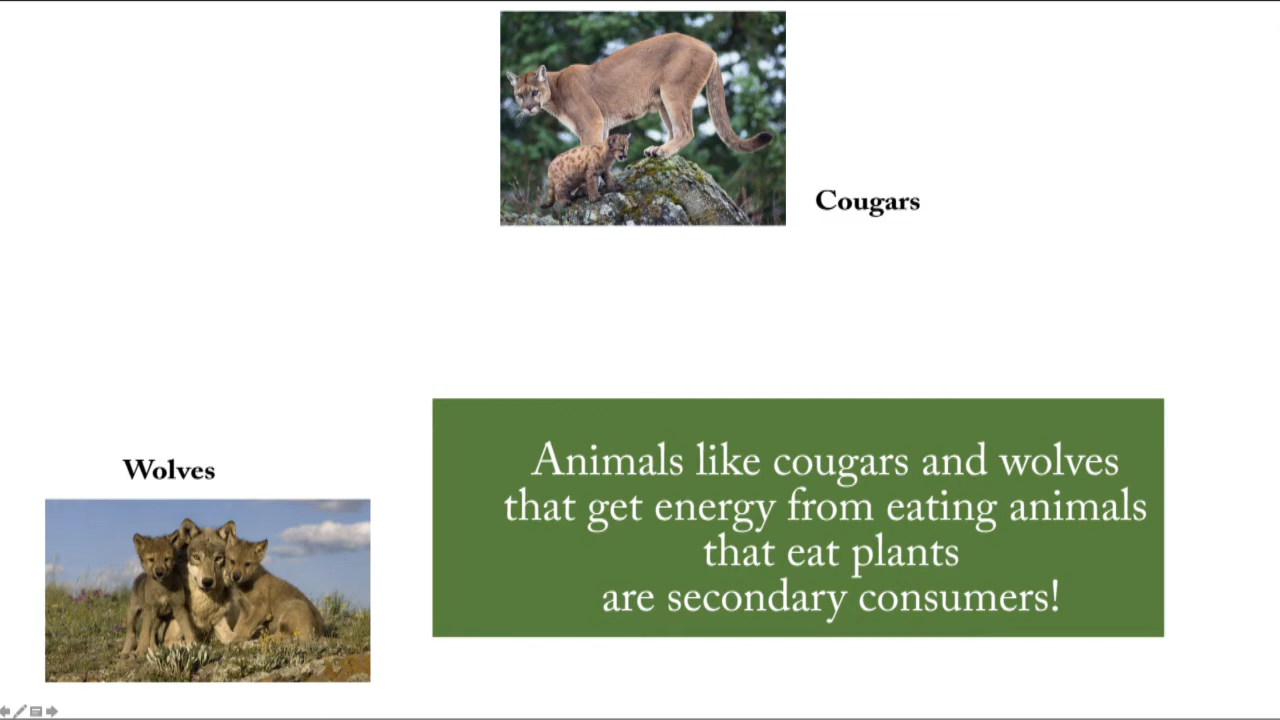 Cougars
Wolves
Animals like cougars and wolves
that get energy from eating animals
that eat plants
are secondary consumers!